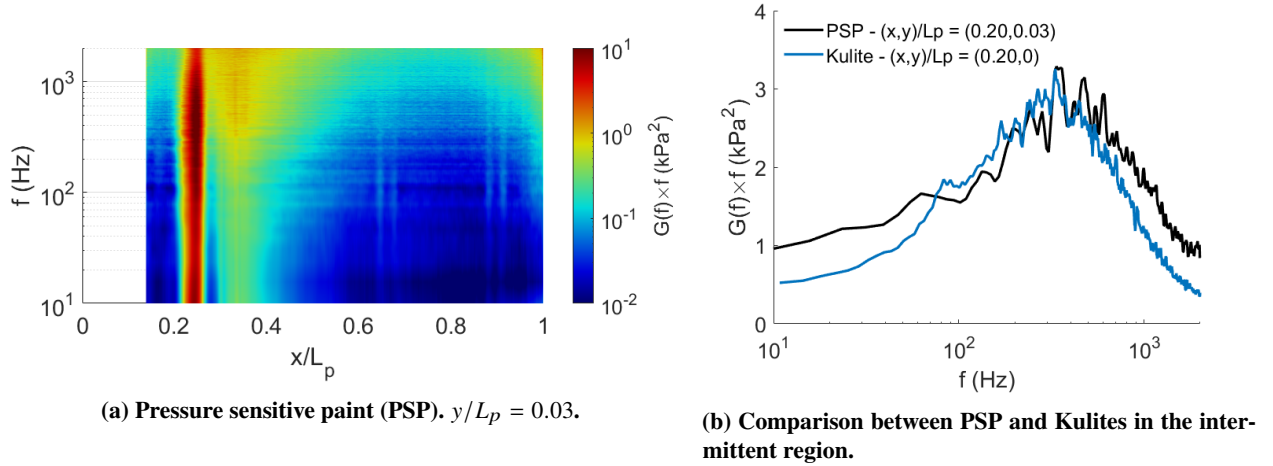 10^3
10^2
10^1
f (Hz)
0
0.2
0.4
0.6
0.8
1
x/L_p
10^1
10^0
10^-1
10^-2
G(f)×f (kPa^2)
(a) Pressure sensitive paint (PSP). y/L_p = 0.03.
4
3
2
1
0
G(f)×f (kPa^2)
PSP - (x,y)/Lp = (0.20,0.03)
Kulite - (x,y)/Lp = (0.20,0)
10^1
10^2
10^3
f (Hz)
(b) Comparison between PSP and Kulites in the inter-
mittent region.